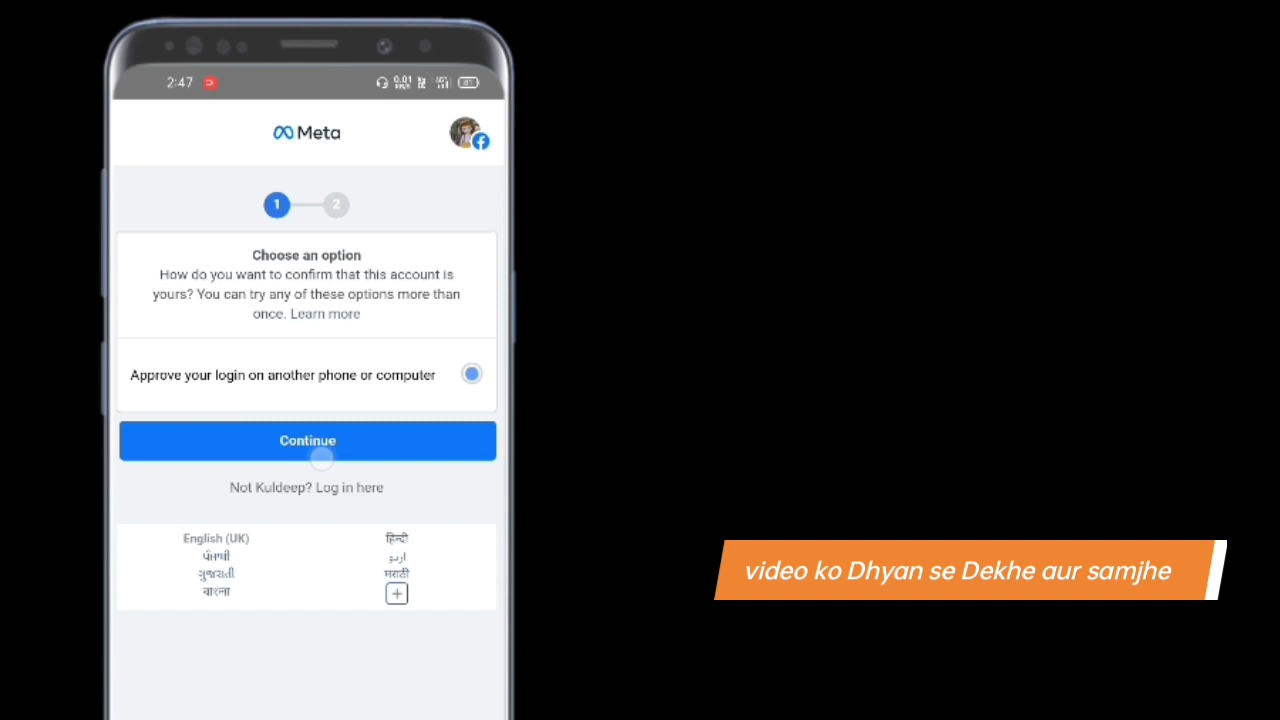 2:47
Meta
1
2
Choose an option
How do you want to confirm that this account is
yours? You can try any of these options more than
once. Learn more
Approve your login on another phone or computer
Continue
Not Kuldeep? Log in here
English (UK)
हिन्दी
ਪੰਜਾਬੀ
اردو
ગુજરાતી
मराठी
বাংলা
video ko Dhyan se Dekhe aur samjhe